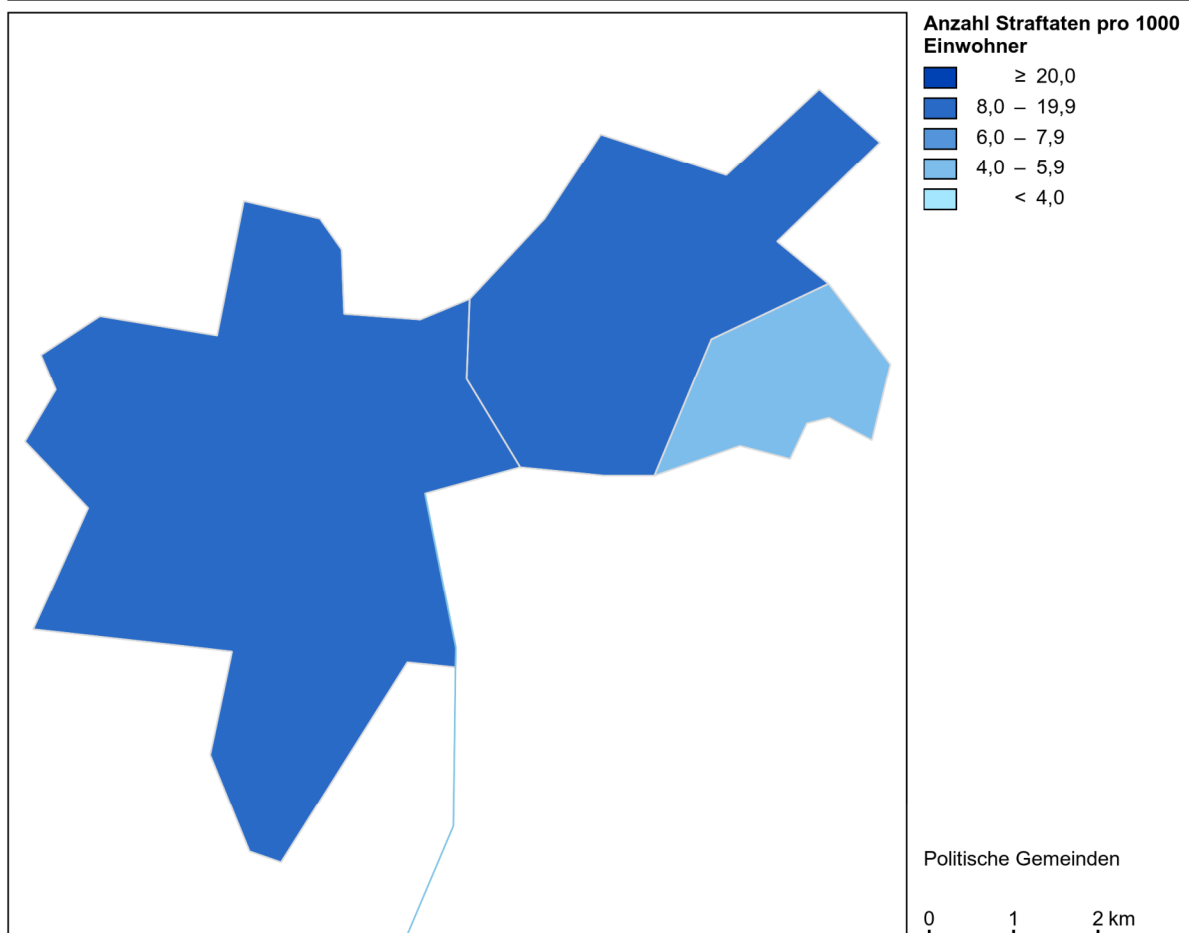 Anzahl Straftaten pro 1000
Einwohner
≥ 20,0
8,0 – 19,9
6,0 – 7,9
4,0 – 5,9
< 4,0
Politische Gemeinden
0 1 2 km